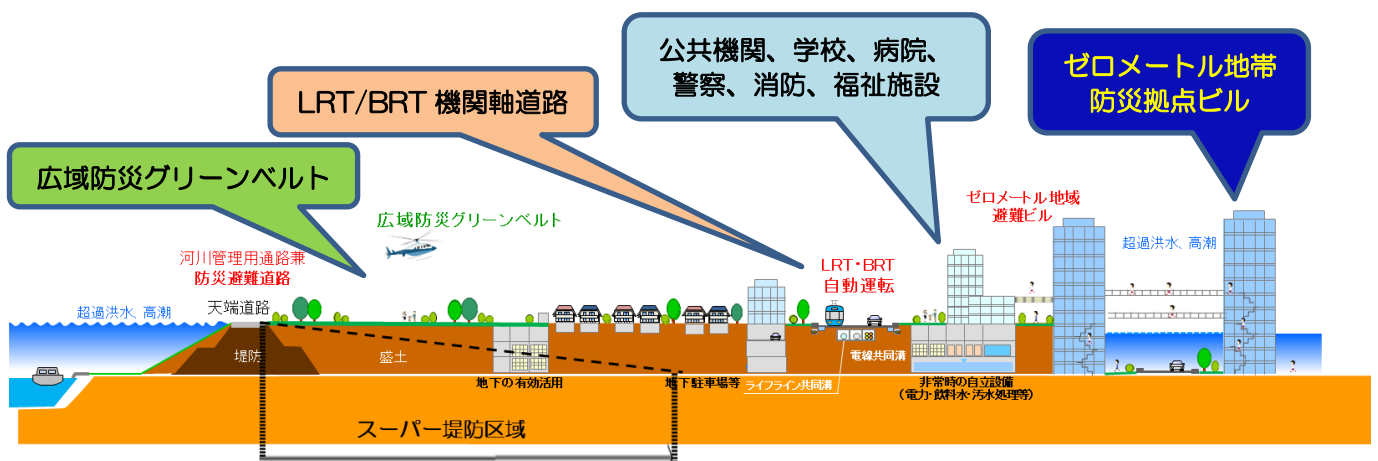 広域防災グリーンベルト
LRT/BRT 機関軸道路
公共機関、学校、病院、
警察、消防、福祉施設
ゼロメートル地帯
防災拠点ビル
広域防災グリーンベルト
河川管理用通路兼
防災避難道路
天端道路
超過洪水、高潮
LRT・BRT
自動運転
ゼロメートル地域
避難ビル
超過洪水、高潮
堤防
盛土
電線共同溝
地下の有効活用
地下駐車場等
ライフライン共同溝
非常時の自立設備
(電力・飲料水・汚水処理等)
スーパー堤防区域